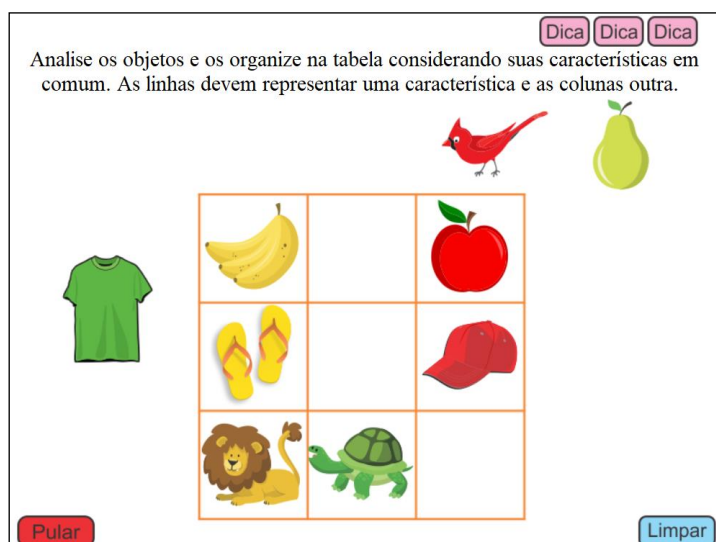 Dica Dica Dica
Analise os objetos e os organize na tabela considerando suas características em
comum. As linhas devem representar uma característica e as colunas outra.
Pular
Limpar